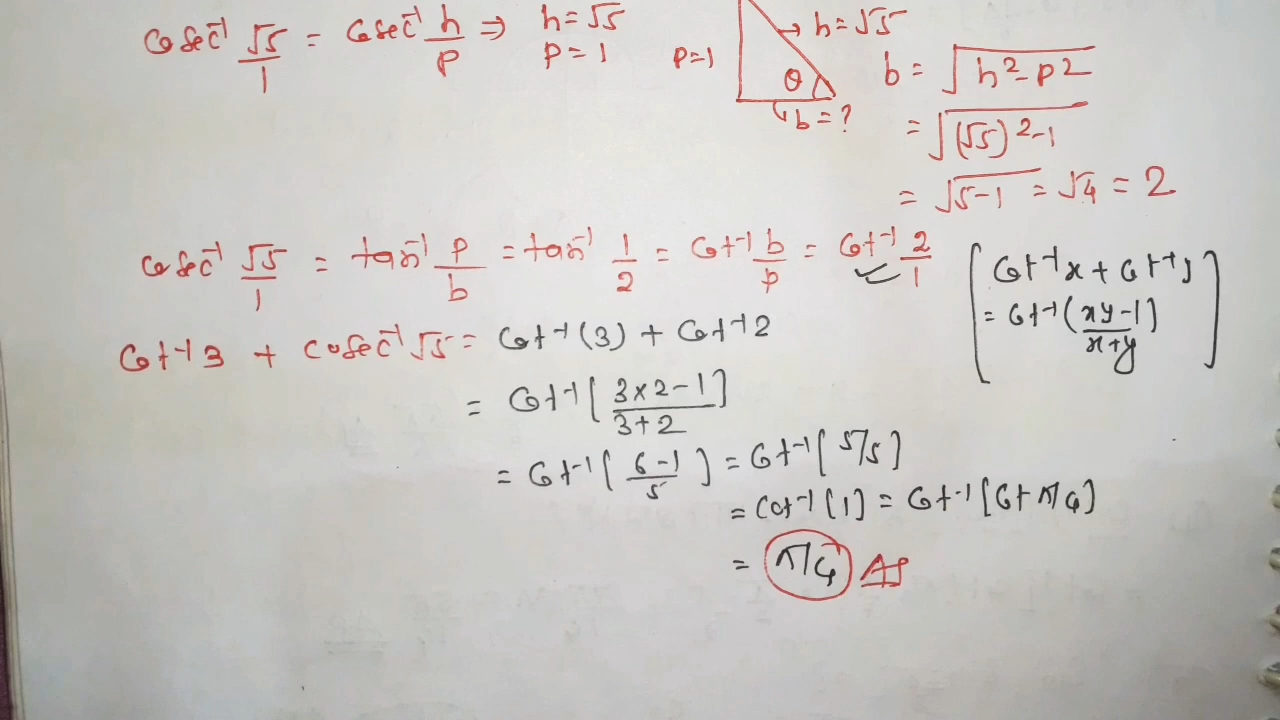 cosec⁻¹ √5/1 = cosec⁻¹ h/p ⇒ h = √5
p = 1
p=1
→ h = √5
θ
b = ?
b = √(h² - p²)
= √((√5)² - 1)
= √(5-1) = √4 = 2
cosec⁻¹ √5/1 = tan⁻¹ p/b = tan⁻¹ 1/2 = Cot⁻¹ b/p = Cot⁻¹ 2/1
[Cot⁻¹x + Cot⁻¹y
= Cot⁻¹(xy-1/x+y)]
Cot⁻¹3 + cosec⁻¹√5 = Cot⁻¹(3) + Cot⁻¹2
= Cot⁻¹[3×2-1/3+2]
= Cot⁻¹[6-1/5] = Cot⁻¹[5/5]
= Cot⁻¹[1] = Cot⁻¹[Cot π/4]
= π/4